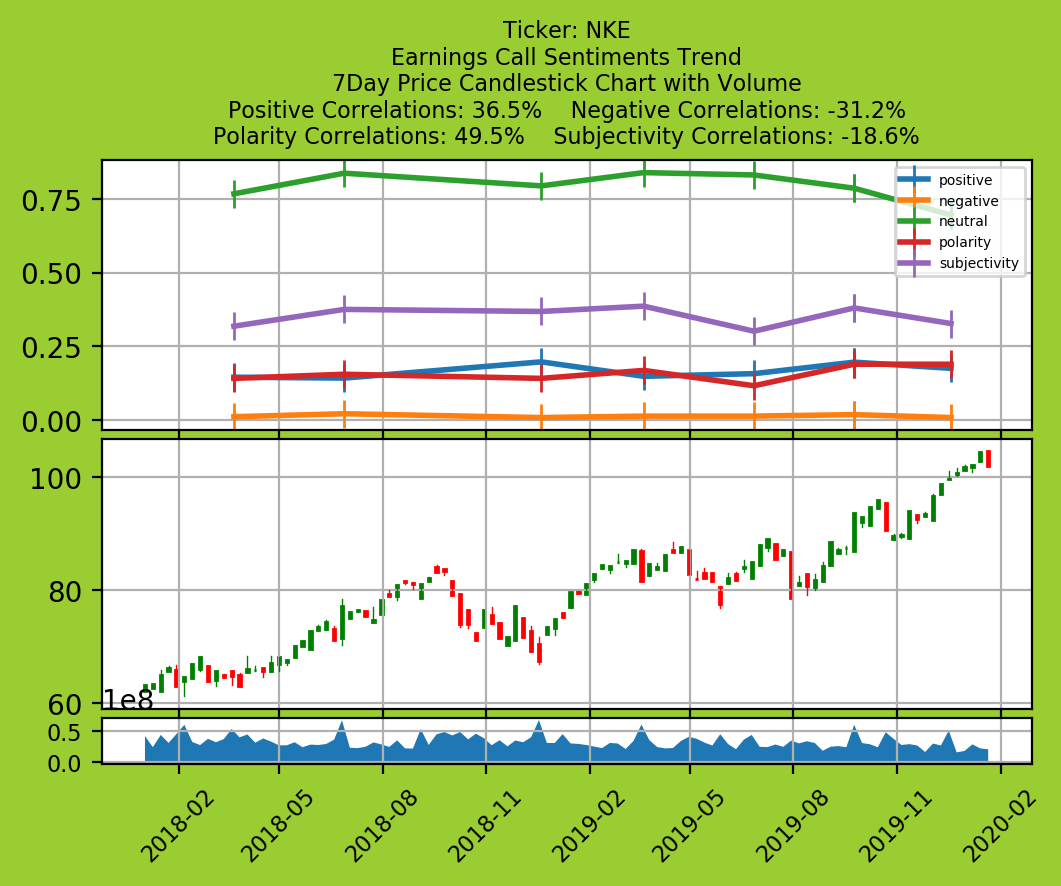 Ticker: NKE
Earnings Call Sentiments Trend
7Day Price Candlestick Chart with Volume
Positive Correlations: 36.5%    Negative Correlations: -31.2%
Polarity Correlations: 49.5%    Subjectivity Correlations: -18.6%
0.75
0.50
0.25
0.00
positive
negative
neutral
polarity
subjectivity
100
80
60
1e8
0.5
0.0
2018-02
2018-05
2018-08
2018-11
2019-02
2019-05
2019-08
2019-11
2020-02